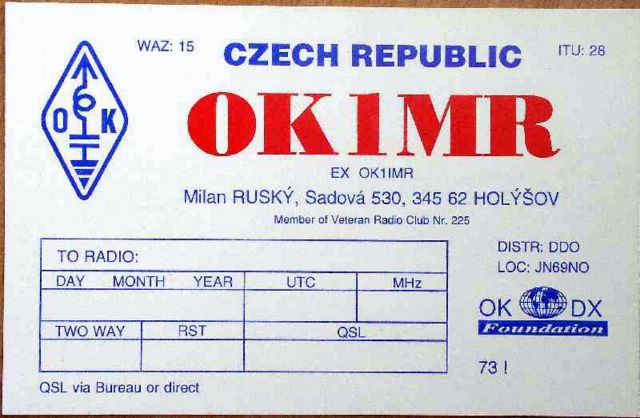 WAZ: 15
CZECH REPUBLIC
ITU: 28
O K
OK1MR
EX OK1IMR
Milan RUSKÝ, Sadová 530, 345 62 HOLÝŠOV
Member of Veteran Radio Club Nr. 225
TO RADIO:
DAY MONTH YEAR UTC MHz
TWO WAY RST QSL
DISTR: DDO
LOC: JN69NO
OK DX
Foundation
73 !
QSL via Bureau or direct